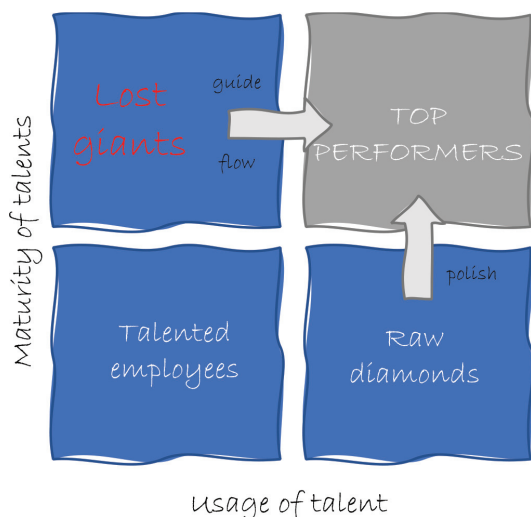 Maturity of talents
Lost
giants
guide
flow
TOP
PERFORMERS
polish
Talented
employees
Raw
diamonds
Usage of talent